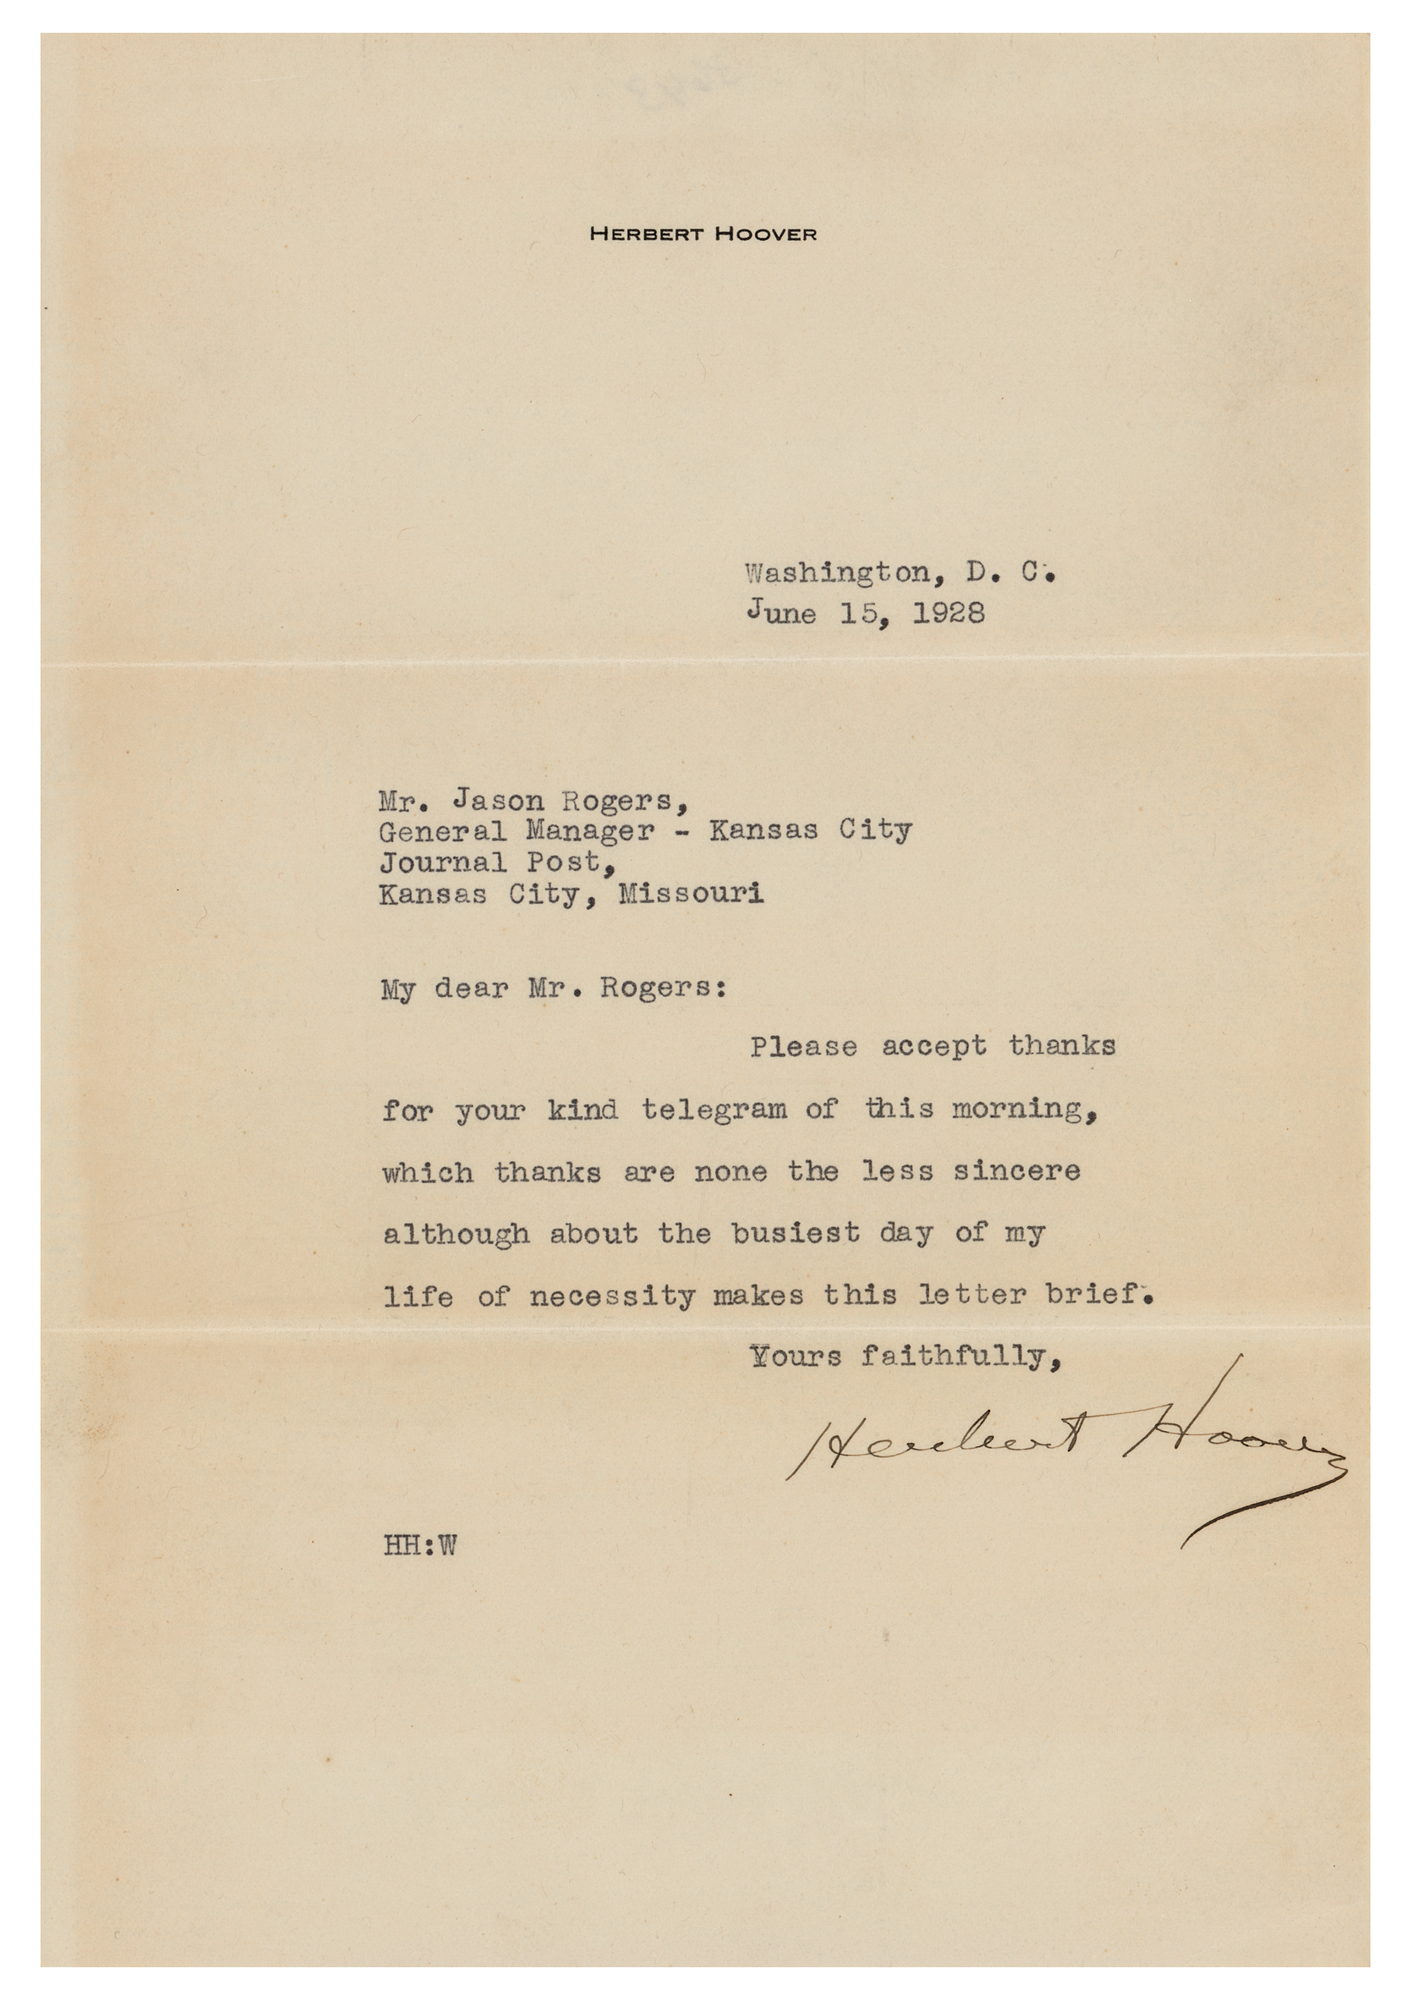 HERBERT HOOVER
Washington, D. C.
June 15, 1928
Mr. Jason Rogers,
General Manager - Kansas City
Journal Post,
Kansas City, Missouri
My dear Mr. Rogers:
Please accept thanks
for your kind telegram of this morning,
which thanks are none the less sincere
although about the busiest day of my
life of necessity makes this letter brief.
Yours faithfully,
Herbert Hoover
HH:W